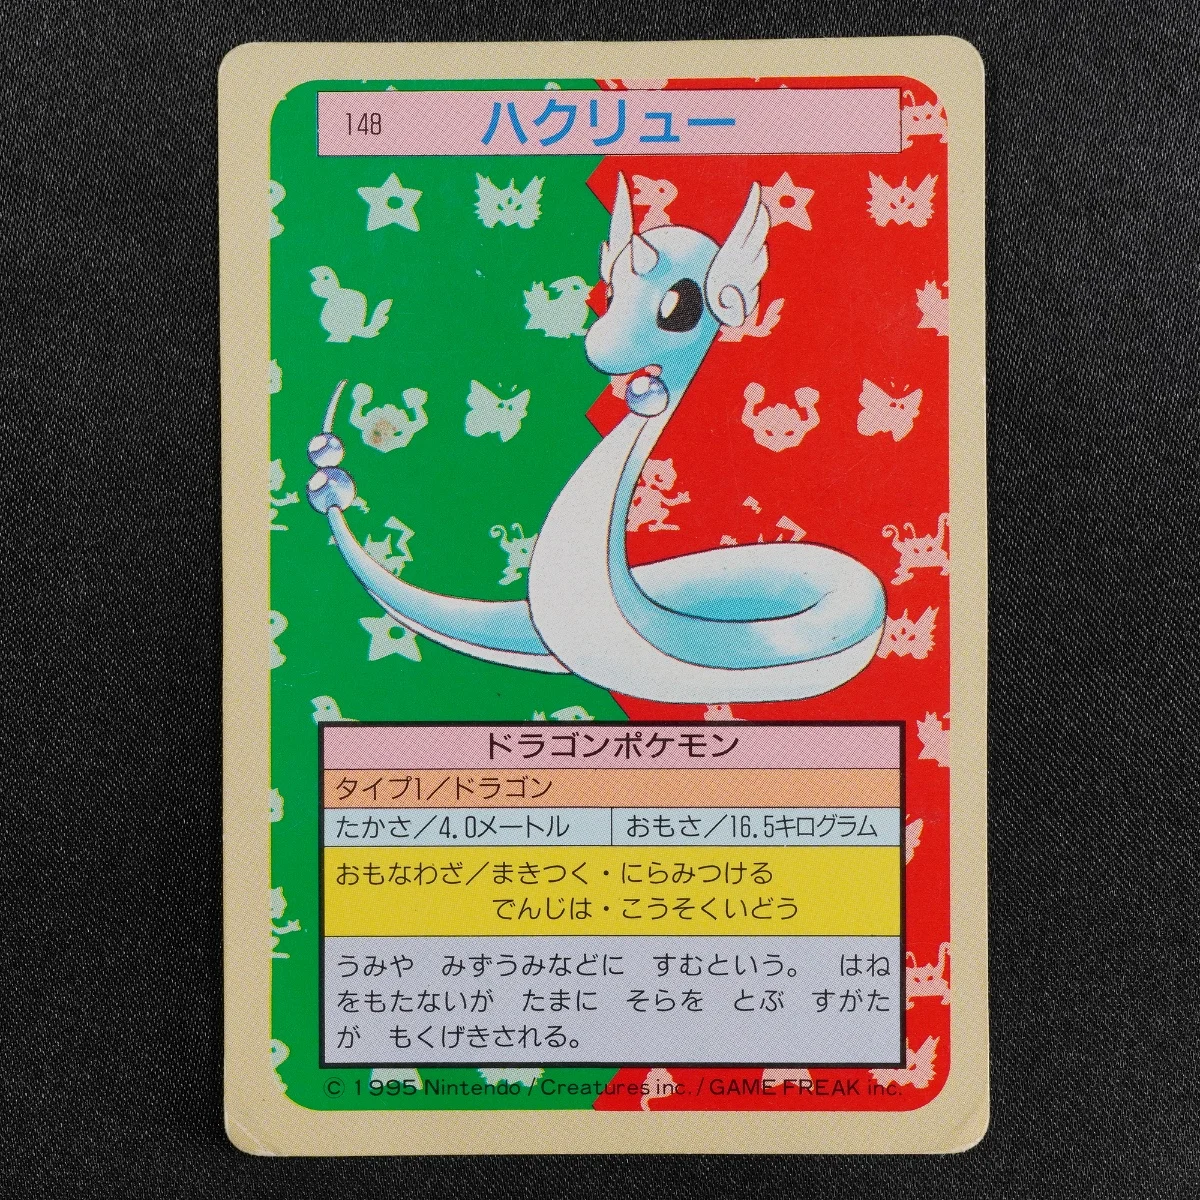 148 ハクリュー
ドラゴンポケモン
タイプ1／ドラゴン
たかさ／4.0メートル おもさ／16.5キログラム
おもなわざ／まきつく・にらみつける
でんじは・こうそくいどう
うみや　みずうみなどに　すむという。　はね
をもたないが　たまに　そらを　とぶ　すがた
が　もくげきされる。
© 1995 Nintendo / Creatures inc. / GAME FREAK inc.